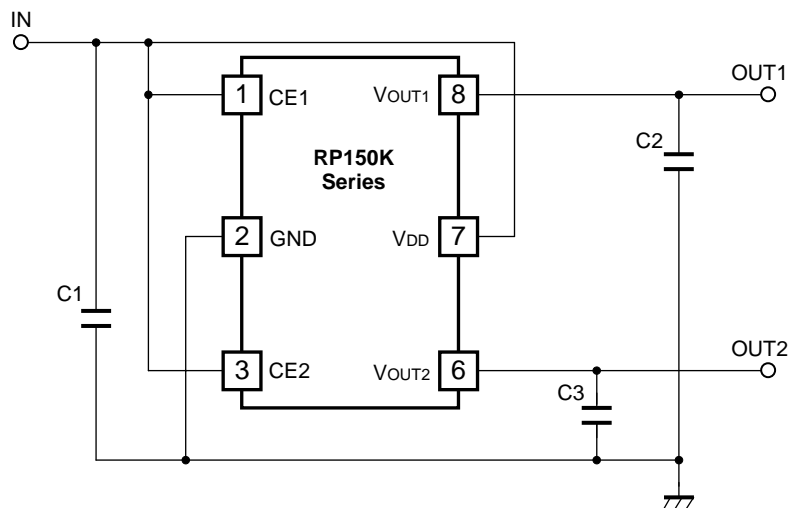 IN
OUT1
1 CE1 VOUT1 8
C2
RP150K
Series
2 GND VDD 7
C1
OUT2
3 CE2 VOUT2 6
C3